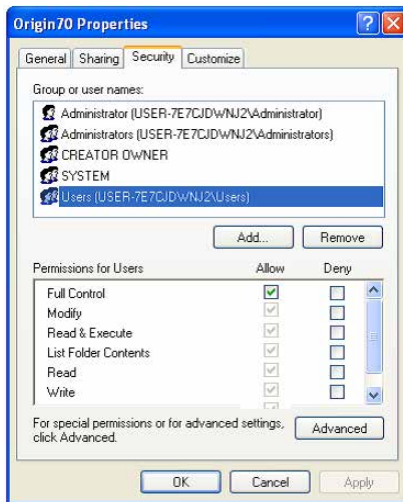 Origin70 Properties
General Sharing Security Customize
Group or user names:
Administrator (USER-7E7CJDWNJ2\Administrator)
Administrators (USER-7E7CJDWNJ2\Administrators)
CREATOR OWNER
SYSTEM
Users (USER-7E7CJDWNJ2\Users)
Add... Remove
Permissions for Users Allow Deny
Full Control
Modify
Read & Execute
List Folder Contents
Read
Write
For special permissions or for advanced settings,
click Advanced.
Advanced
OK Cancel Apply